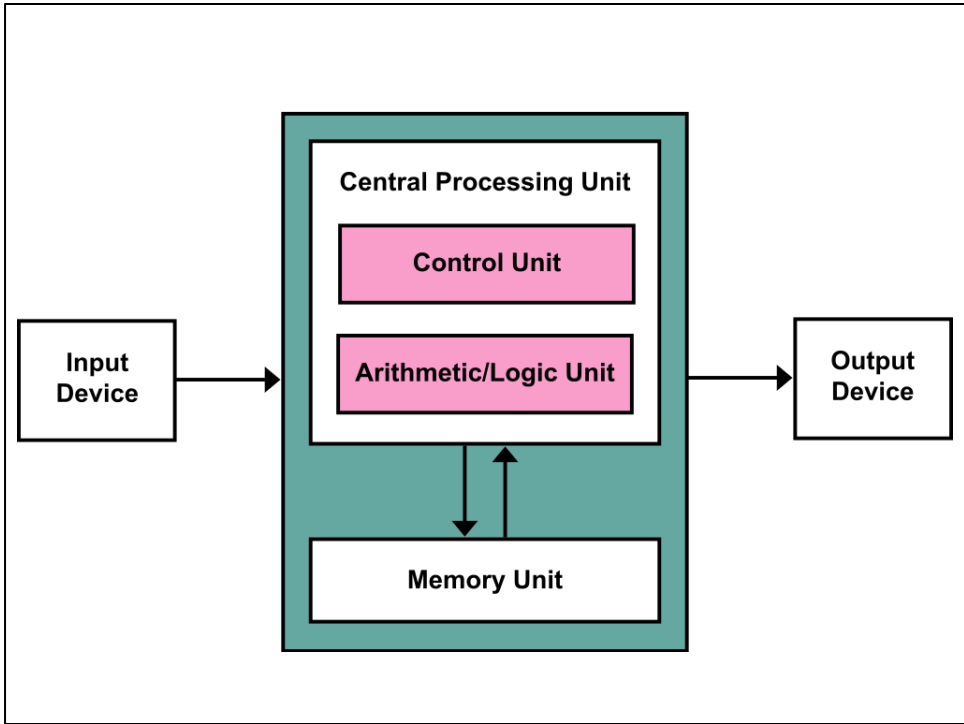 Central Processing Unit
Control Unit
Arithmetic/Logic Unit
Input
Device
Output
Device
Memory Unit